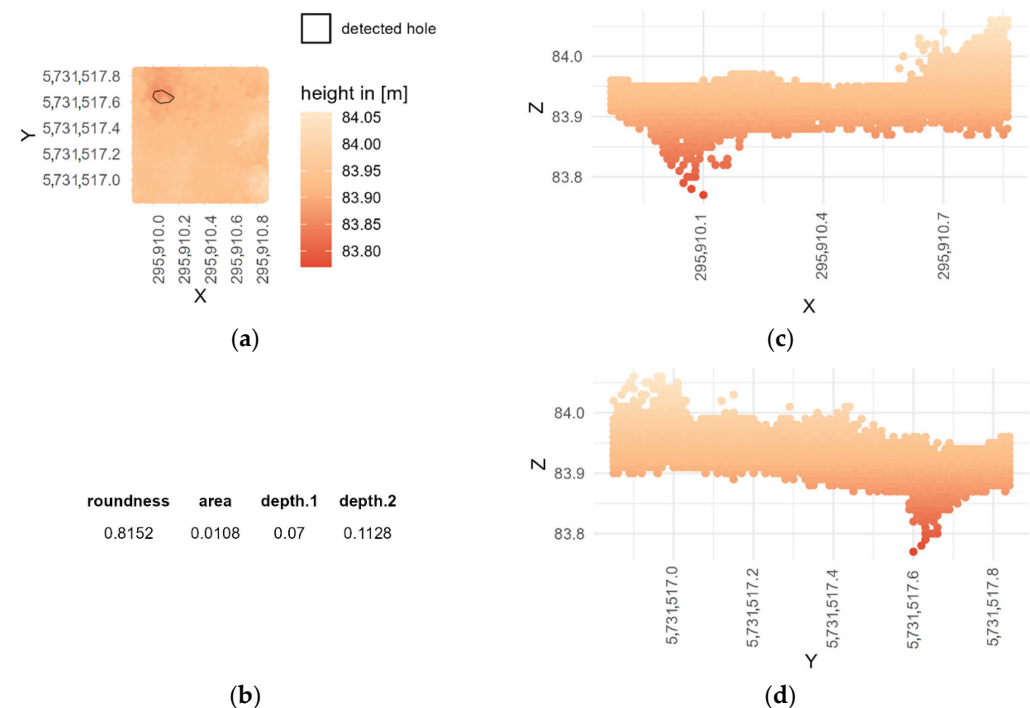 detected hole
height in [m]
84.05
84.00
83.95
83.90
83.85
83.80
Y
5,731,517.8
5,731,517.6
5,731,517.4
5,731,517.2
5,731,517.0
295,910.0
295,910.2
295,910.4
295,910.6
295,910.8
X
(a)
Z
84.0
83.9
83.8
295,910.1
295,910.4
295,910.7
X
(c)
roundness area depth.1 depth.2
0.8152 0.0108 0.07 0.1128
(b)
Z
84.0
83.9
83.8
5,731,517.0
5,731,517.2
5,731,517.4
5,731,517.6
5,731,517.8
Y
(d)